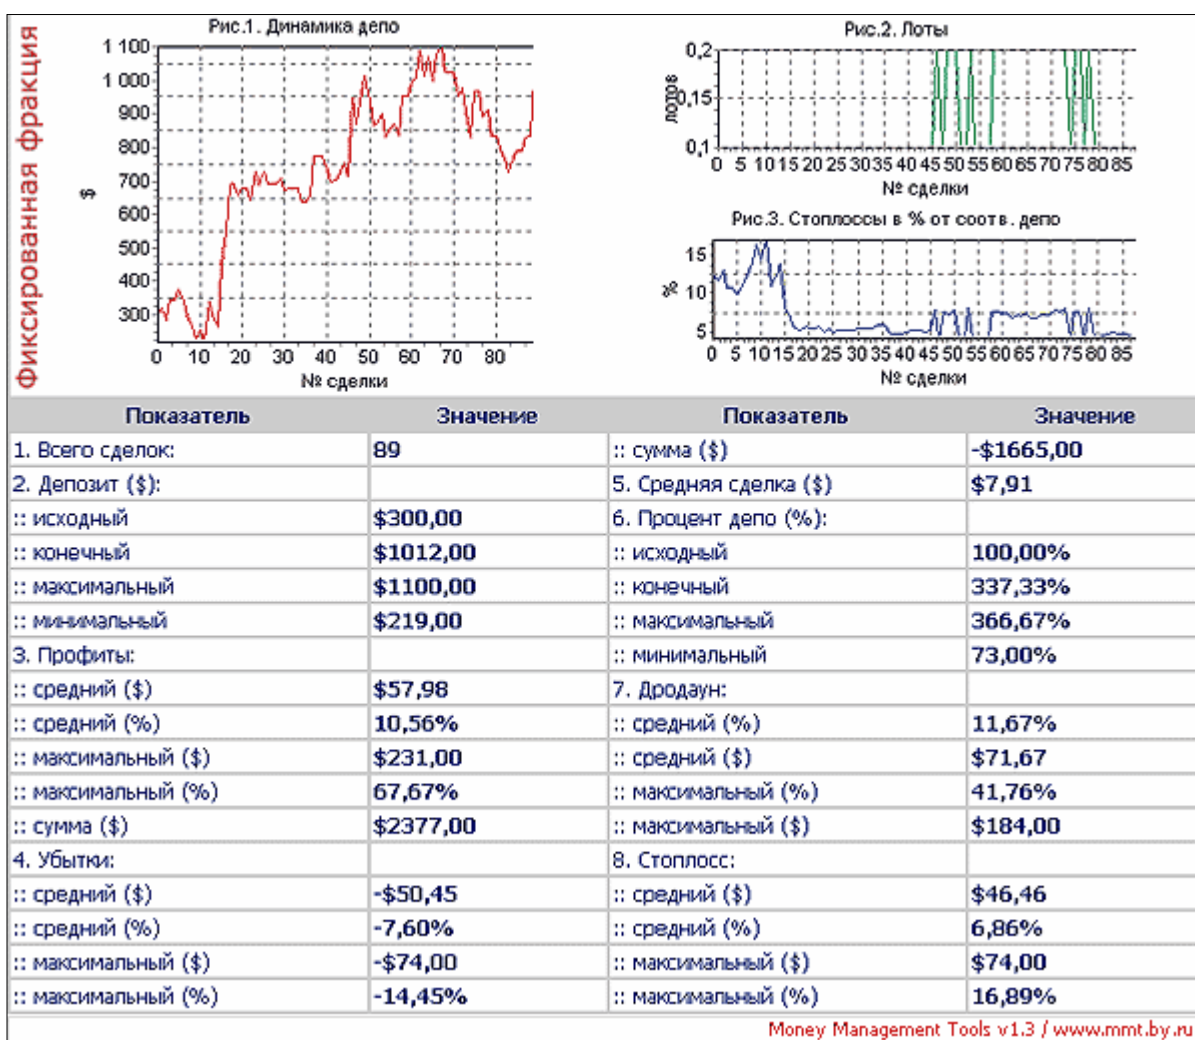 Фиксированная фракция
Рис.1. Динамика депо
1 100
1 000
900
800
700
600
500
400
300
$
0 10 20 30 40 50 60 70 80
№ сделки
Рис.2. Лоты
0,2
0,15
0,1
лотов
0 5 10 15 20 25 30 35 40 45 50 55 60 65 70 75 80 85
№ сделки
Рис.3. Стоплоссы в % от соотв. депо
15
10
5
%
0 5 10 15 20 25 30 35 40 45 50 55 60 65 70 75 80 85
№ сделки
Показатель Значение Показатель Значение
1. Всего сделок: 89 :: сумма ($) -$1665,00
2. Депозит ($): 5. Средняя сделка ($) $7,91
:: исходный $300,00 6. Процент депо (%):
:: конечный $1012,00 :: исходный 100,00%
:: максимальный $1100,00 :: конечный 337,33%
:: минимальный $219,00 :: максимальный 366,67%
3. Профиты: :: минимальный 73,00%
:: средний ($) $57,98 7. Дродаун:
:: средний (%) 10,56% :: средний (%) 11,67%
:: максимальный ($) $231,00 :: средний ($) $71,67
:: максимальный (%) 67,67% :: максимальный (%) 41,76%
:: сумма ($) $2377,00 :: максимальный ($) $184,00
4. Убытки: 8. Стоплосс:
:: средний ($) -$50,45 :: средний ($) $46,46
:: средний (%) -7,60% :: средний (%) 6,86%
:: максимальный ($) -$74,00 :: максимальный ($) $74,00
:: максимальный (%) -14,45% :: максимальный (%) 16,89%
Money Management Tools v1.3 / www.mmt.by.ru